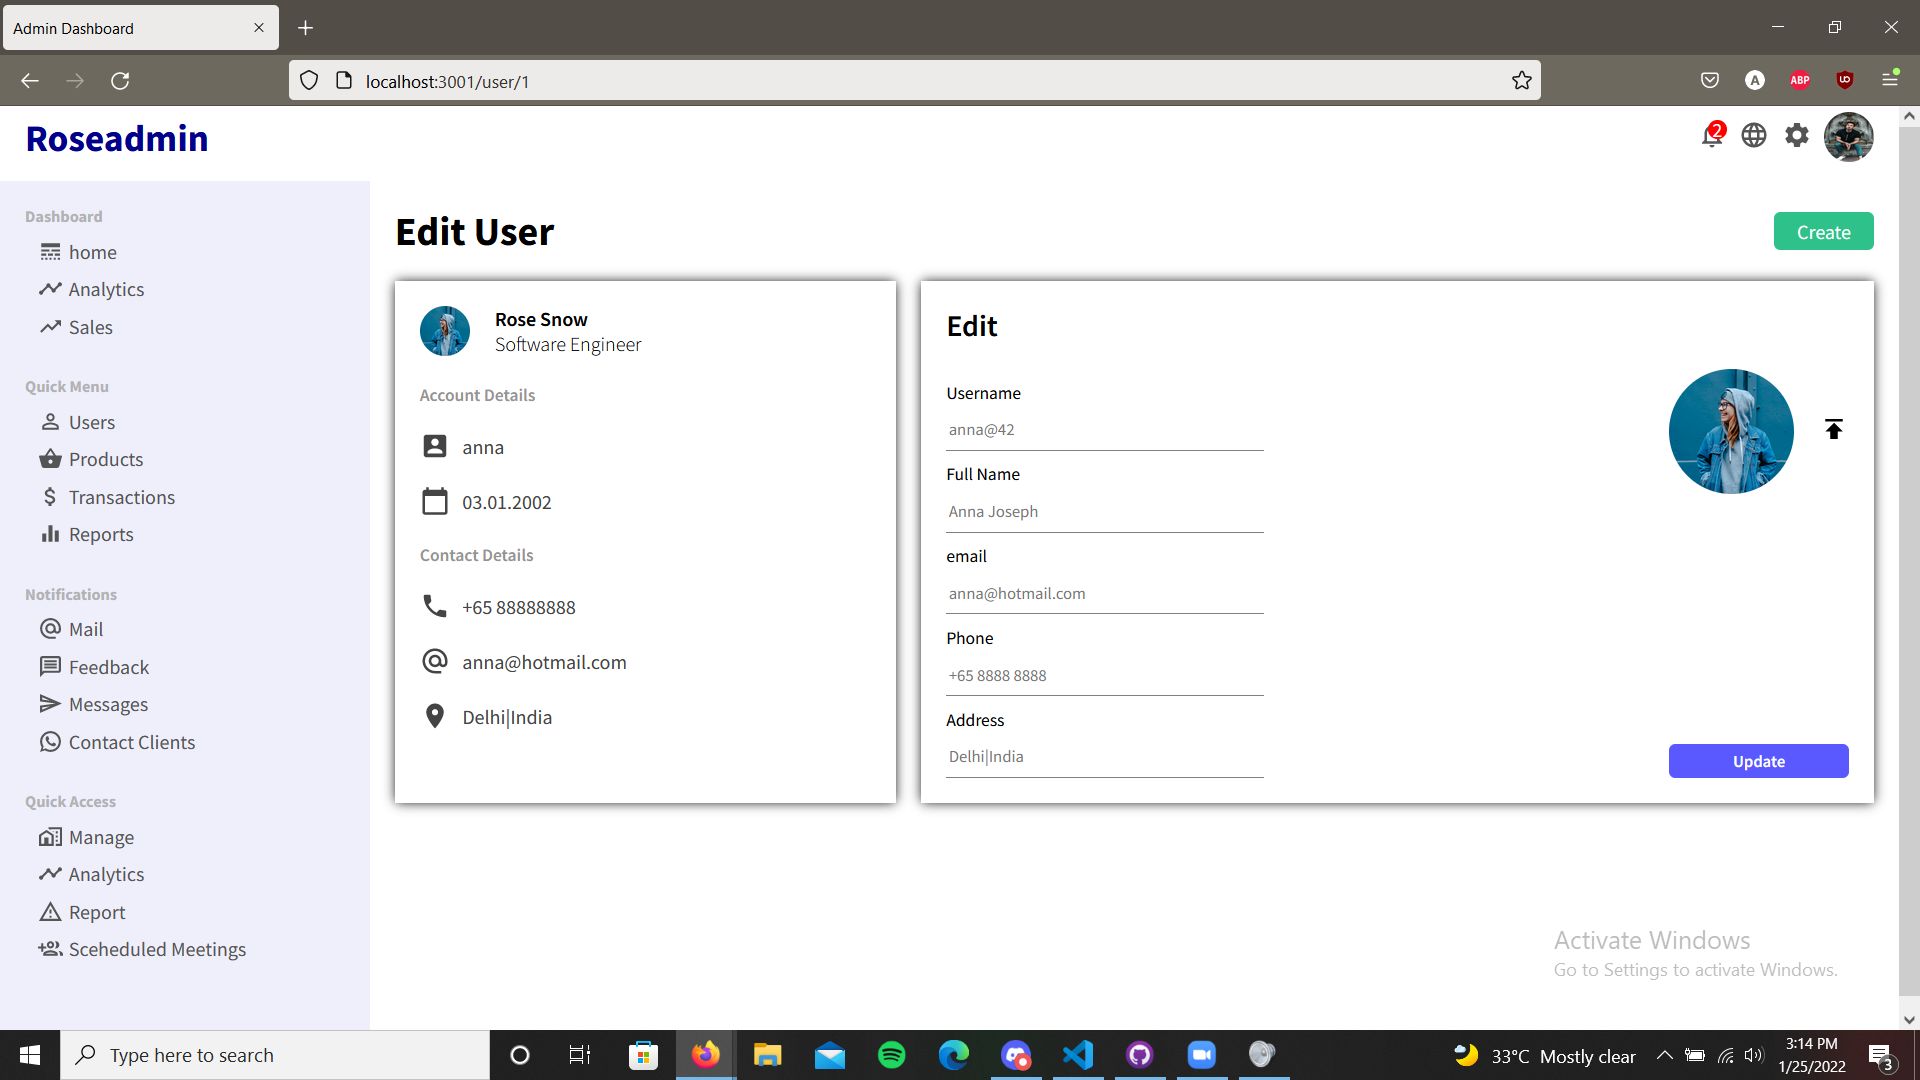 Admin Dashboard
localhost:3001/user/1
A
ABP
UO
Roseadmin
2
Dashboard
home
Analytics
Sales
Quick Menu
Users
Products
Transactions
Reports
Notifications
Mail
Feedback
Messages
Contact Clients
Quick Access
Manage
Analytics
Report
Sceheduled Meetings
Edit User
Create
Rose Snow
Software Engineer
Account Details
anna
03.01.2002
Contact Details
+65 88888888
anna@hotmail.com
Delhi|India
Edit
Username
anna@42
Full Name
Anna Joseph
email
anna@hotmail.com
Phone
+65 8888 8888
Address
Delhi|India
Update
Activate Windows
Go to Settings to activate Windows.
Type here to search
33°C Mostly clear
3:14 PM
1/25/2022
3